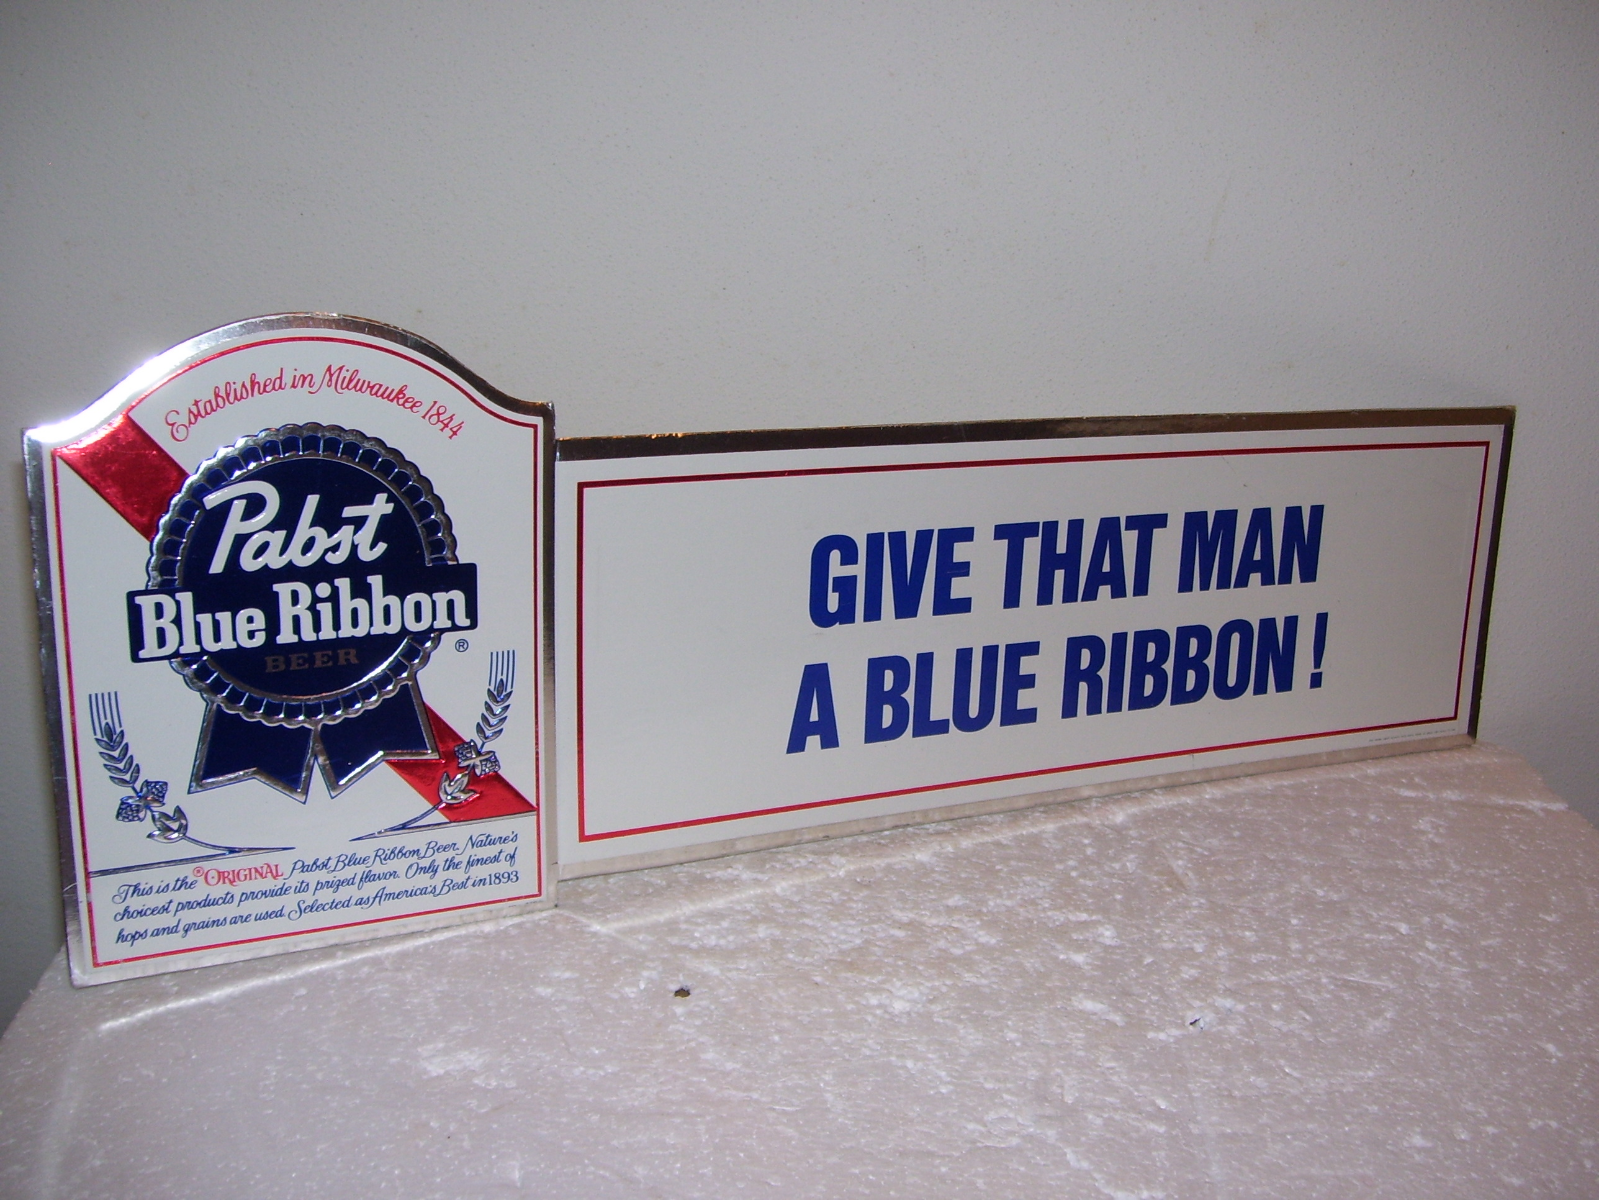 Established in Milwaukee 1844
Pabst
Blue Ribbon
®
BEER
This is the ®ORIGINAL Pabst Blue Ribbon Beer. Nature's
choicest products provide its prized flavor. Only the finest of
hops and grains are used. Selected as America's Best in 1893
GIVE THAT MAN
A BLUE RIBBON!